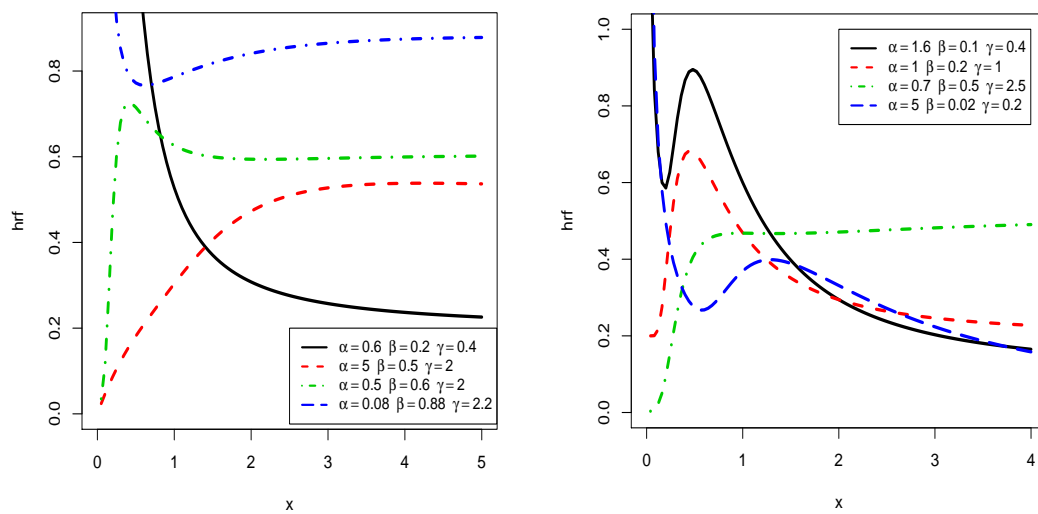 hrf
0.0
0.2
0.4
0.6
0.8
α = 0.6 β = 0.2 γ = 0.4
α = 5 β = 0.5 γ = 2
α = 0.5 β = 0.6 γ = 2
α = 0.08 β = 0.88 γ = 2.2
0 1 2 3 4 5
x
hrf
0.0
0.2
0.4
0.6
0.8
1.0
α = 1.6 β = 0.1 γ = 0.4
α = 1 β = 0.2 γ = 1
α = 0.7 β = 0.5 γ = 2.5
α = 5 β = 0.02 γ = 0.2
0 1 2 3 4
x